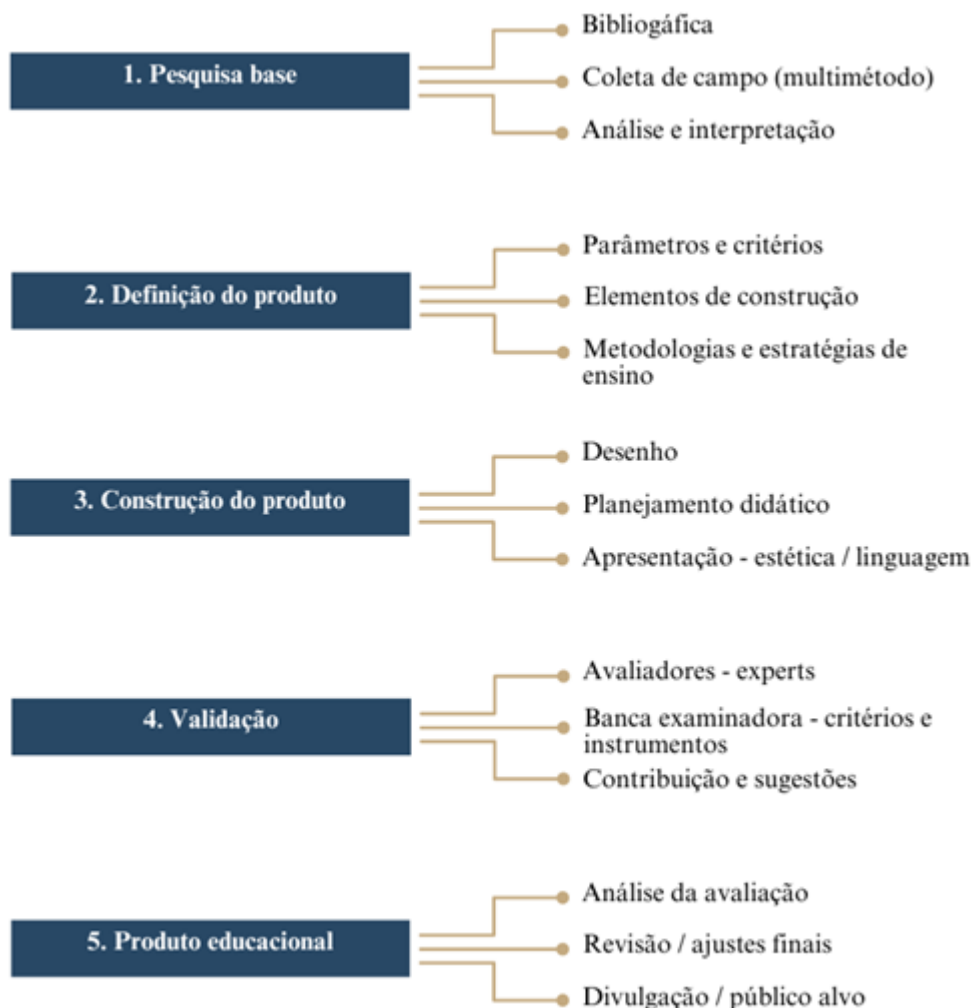 1. Pesquisa base
Bibliogáfica
Coleta de campo (multimétodo)
Análise e interpretação
2. Definição do produto
Parâmetros e critérios
Elementos de construção
Metodologias e estratégias de
ensino
3. Construção do produto
Desenho
Planejamento didático
Apresentação - estética / linguagem
4. Validação
Avaliadores - experts
Banca examinadora - critérios e
instrumentos
Contribuição e sugestões
5. Produto educacional
Análise da avaliação
Revisão / ajustes finais
Divulgação / público alvo